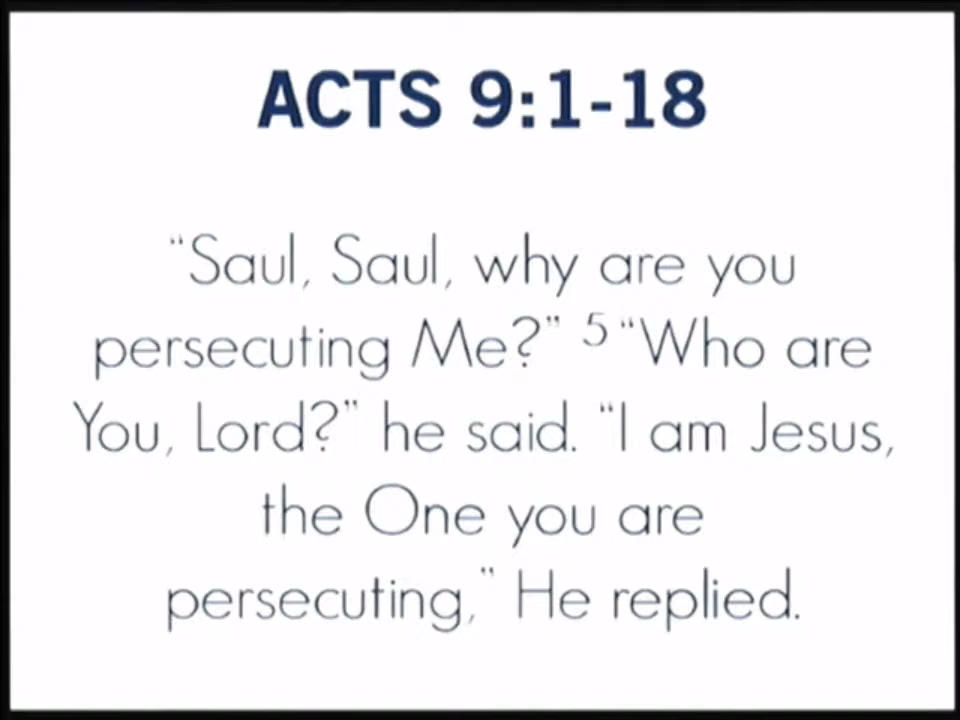 ACTS 9:1-18
“Saul, Saul, why are you
persecuting Me?” ⁵ “Who are
You, Lord?” he said. “I am Jesus,
the One you are
persecuting,” He replied.